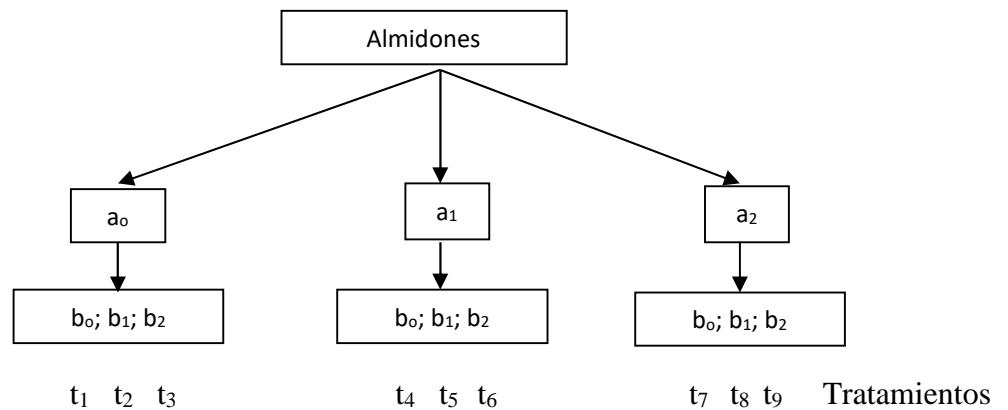 Almidones
aₒ a₁ a₂
bₒ; b₁; b₂ bₒ; b₁; b₂ bₒ; b₁; b₂
t₁ t₂ t₃ t₄ t₅ t₆ t₇ t₈ t₉ Tratamientos